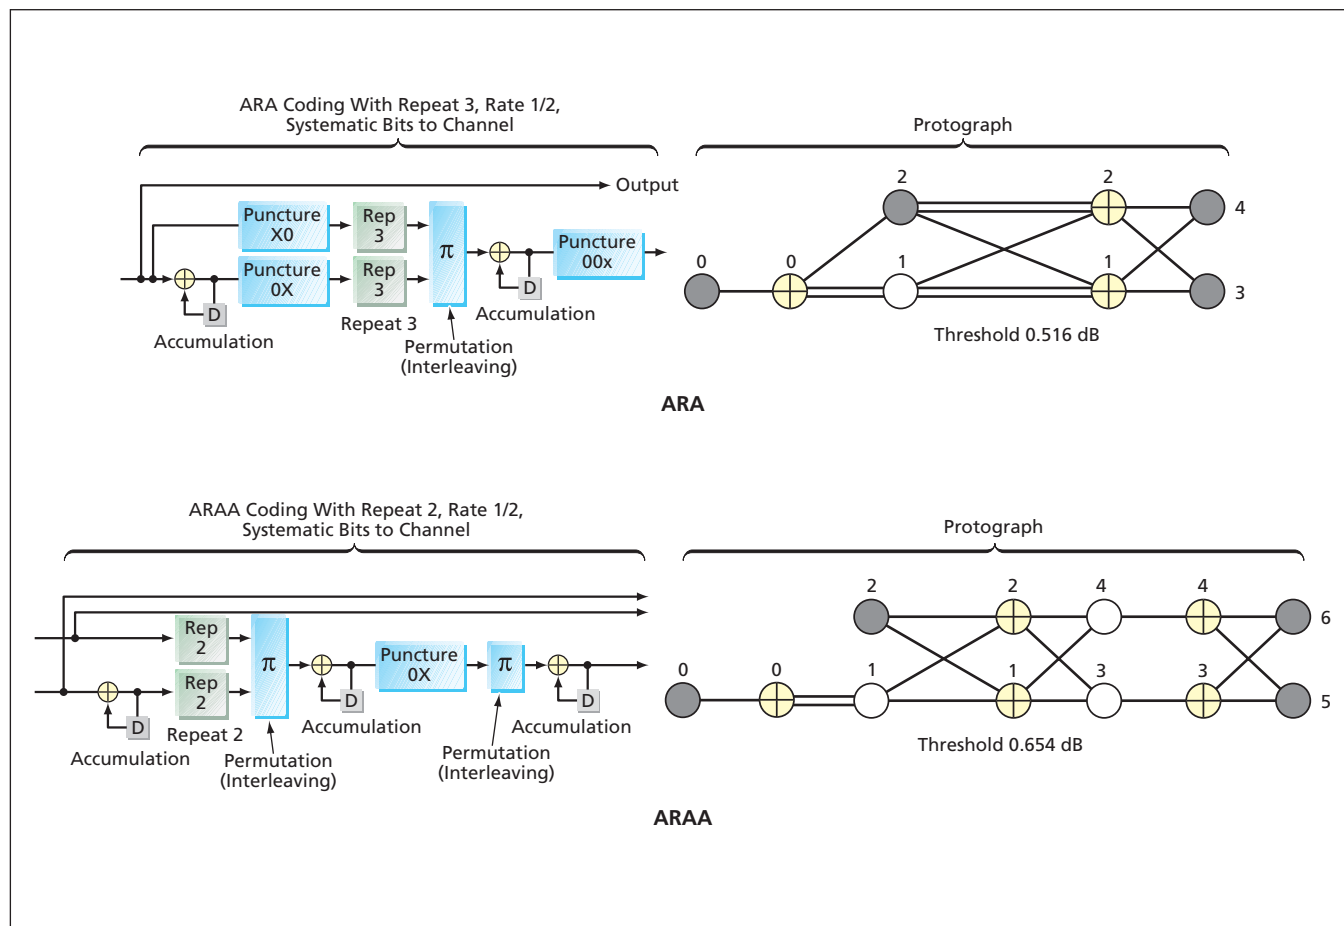 ARA Coding With Repeat 3, Rate 1/2,
Systematic Bits to Channel
Protograph
Output
Puncture
X0
Rep
3
π
Puncture
0X
Rep
3
Puncture
00x
D
D
Accumulation
Repeat 3
Accumulation
Permutation
(Interleaving)
2
2
4
0
0
1
1
3
Threshold 0.516 dB
ARA
ARAA Coding With Repeat 2, Rate 1/2,
Systematic Bits to Channel
Protograph
Rep
2
π
Rep
2
Puncture
0X
π
D
D
D
Accumulation
Repeat 2
Accumulation
Accumulation
Permutation
(Interleaving)
Permutation
(Interleaving)
2
2
4
4
6
0
0
1
1
3
3
5
Threshold 0.654 dB
ARAA